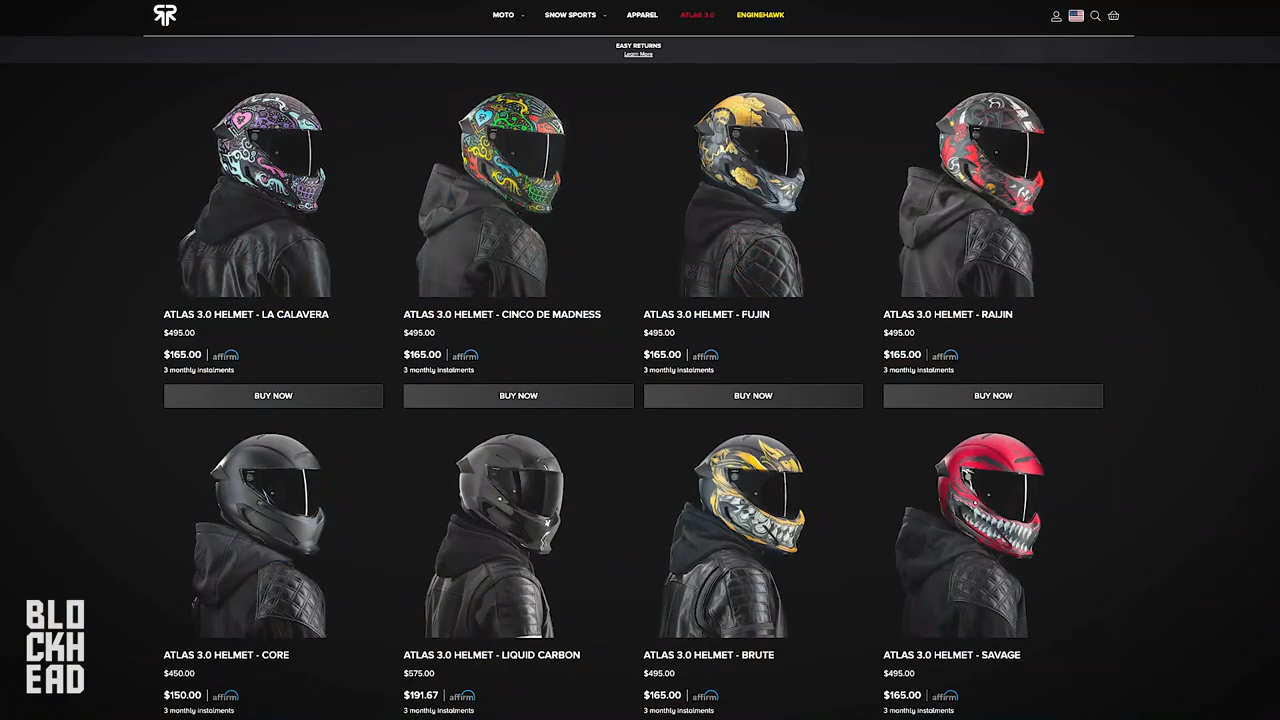 MOTO
SNOW SPORTS
APPAREL
ATLAS 3.0
ENGINEHAWK
EASY RETURNS
Learn More
ATLAS 3.0 HELMET - LA CALAVERA
$495.00
$165.00 | affirm
3 monthly instalments
BUY NOW
ATLAS 3.0 HELMET - CINCO DE MADNESS
$495.00
$165.00 | affirm
3 monthly instalments
BUY NOW
ATLAS 3.0 HELMET - FUJIN
$495.00
$165.00 | affirm
3 monthly instalments
BUY NOW
ATLAS 3.0 HELMET - RAIJIN
$495.00
$165.00 | affirm
3 monthly instalments
BUY NOW
ATLAS 3.0 HELMET - CORE
$450.00
$150.00 | affirm
3 monthly instalments
ATLAS 3.0 HELMET - LIQUID CARBON
$575.00
$191.67 | affirm
3 monthly instalments
ATLAS 3.0 HELMET - BRUTE
$495.00
$165.00 | affirm
3 monthly instalments
ATLAS 3.0 HELMET - SAVAGE
$495.00
$165.00 | affirm
3 monthly instalments
BLO
CKH
EAD